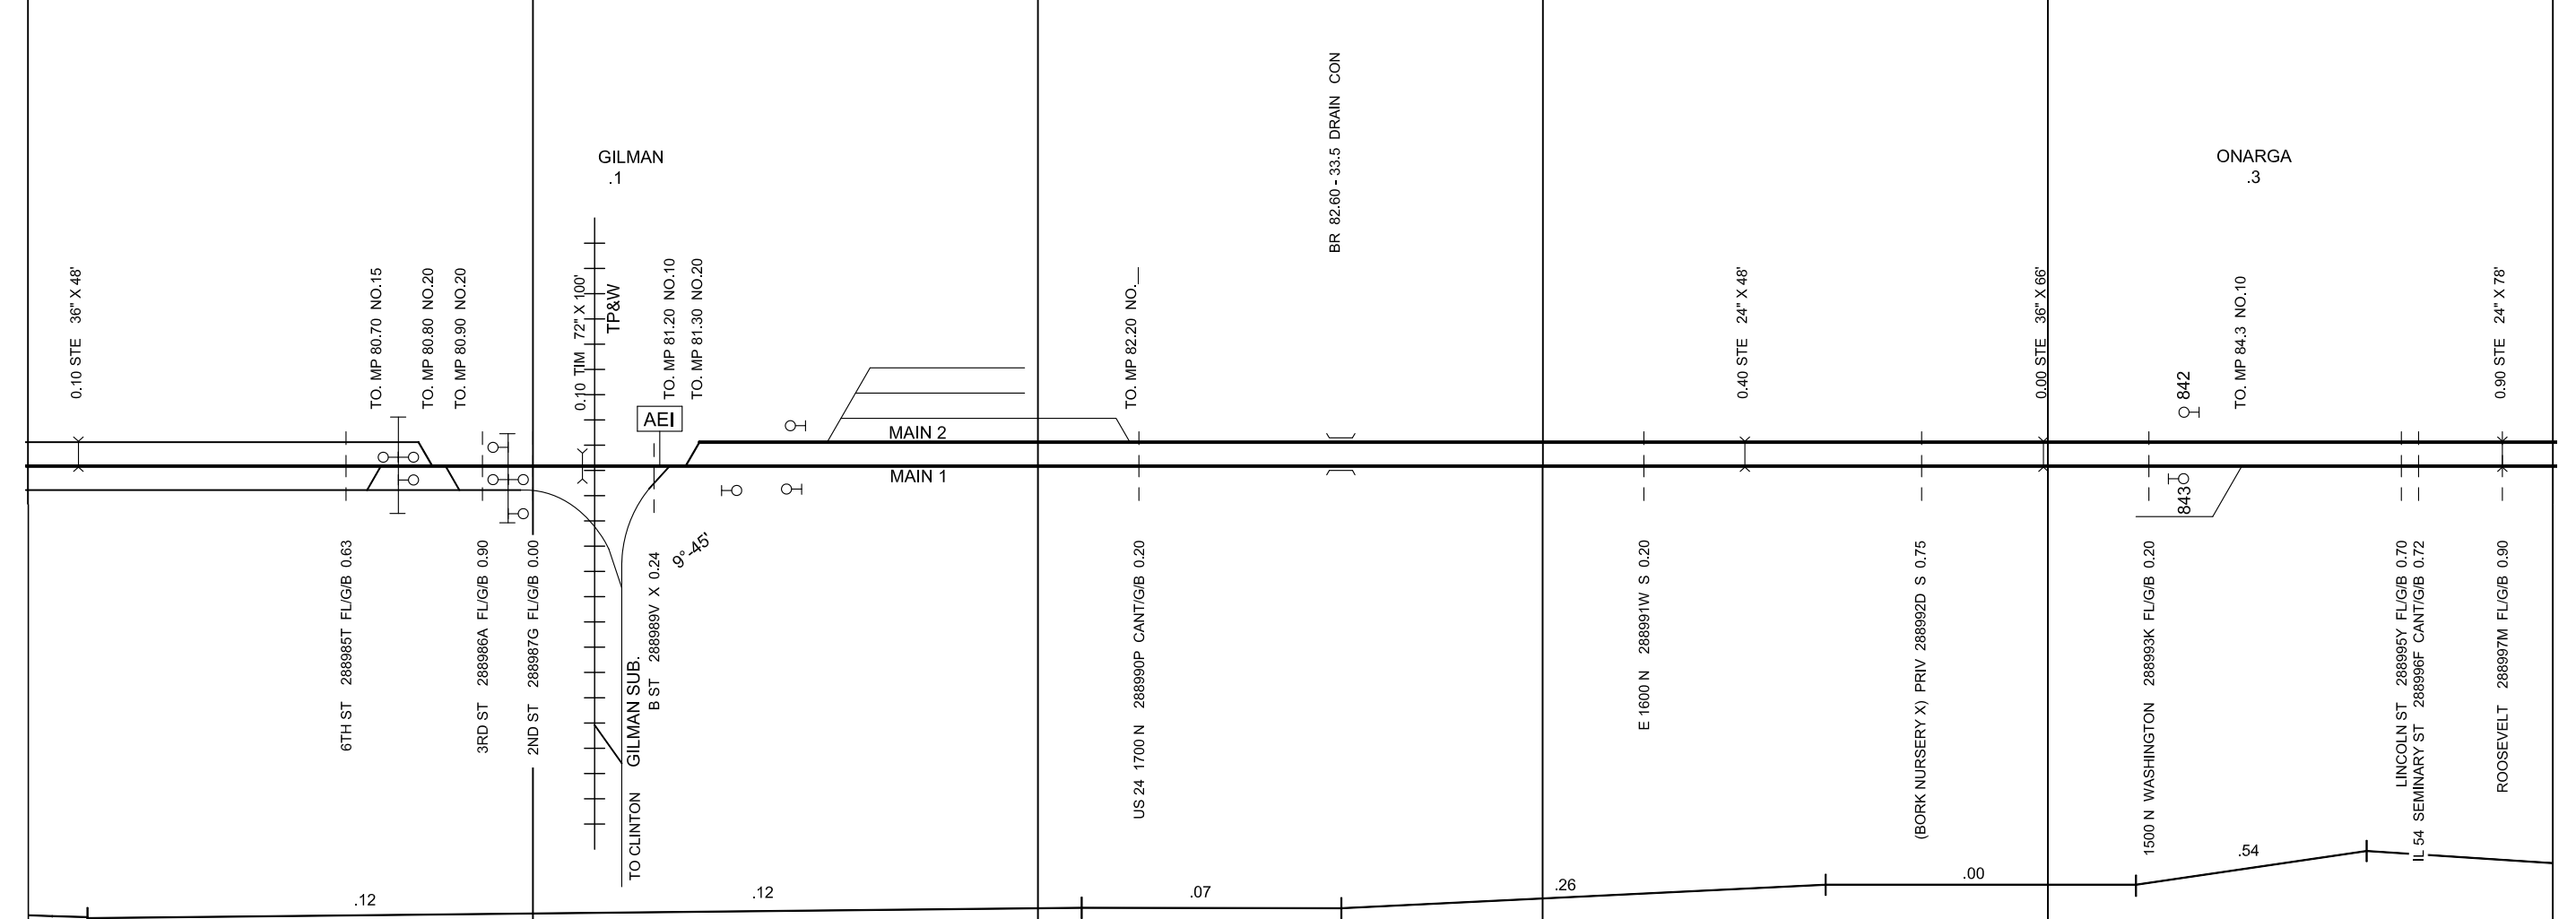 GILMAN
.1
ONARGA
.3
BR 82.60 - 33.5 DRAIN CON
0.10 STE 36" X 48'
TO. MP 80.70 NO.15
TO. MP 80.80 NO.20
TO. MP 80.90 NO.20
0.10 TIM 72" X 100'
TP&W
TO. MP 81.20 NO.10
TO. MP 81.30 NO.20
TO. MP 82.20 NO.__
0.40 STE 24" X 48'
0.00 STE 36" X 66'
842
TO. MP 84.3 NO.10
0.90 STE 24" X 78'
AEI
MAIN 2
MAIN 1
843
9°-45'
6TH ST 288985T FL/G/B 0.63
3RD ST 288986A FL/G/B 0.90
2ND ST 288987G FL/G/B 0.00
TO CLINTON
GILMAN SUB.
B ST 288989V X 0.24
US 24 1700 N 288990P CANT/G/B 0.20
E 1600 N 288991W S 0.20
(BORK NURSERY X) PRIV 288992D S 0.75
1500 N WASHINGTON 288993K FL/G/B 0.20
LINCOLN ST 288995Y FL/G/B 0.70
IL 54 SEMINARY ST 288996F CANT/G/B 0.72
ROOSEVELT 288997M FL/G/B 0.90
.12
.12
.07
.26
.00
.54